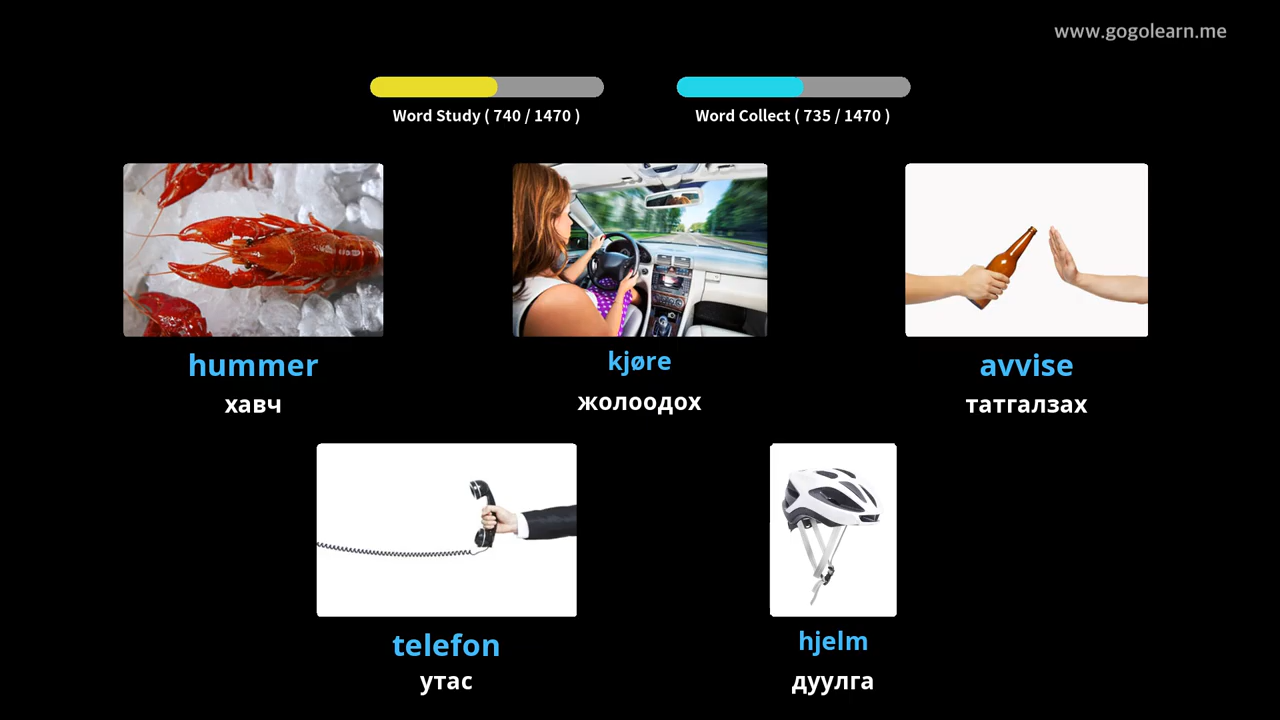 www.gogolearn.me
Word Study ( 740 / 1470 )
Word Collect ( 735 / 1470 )
hummer
хавч
kjøre
жолоодох
avvise
татгалзах
telefon
утас
hjelm
дуулга